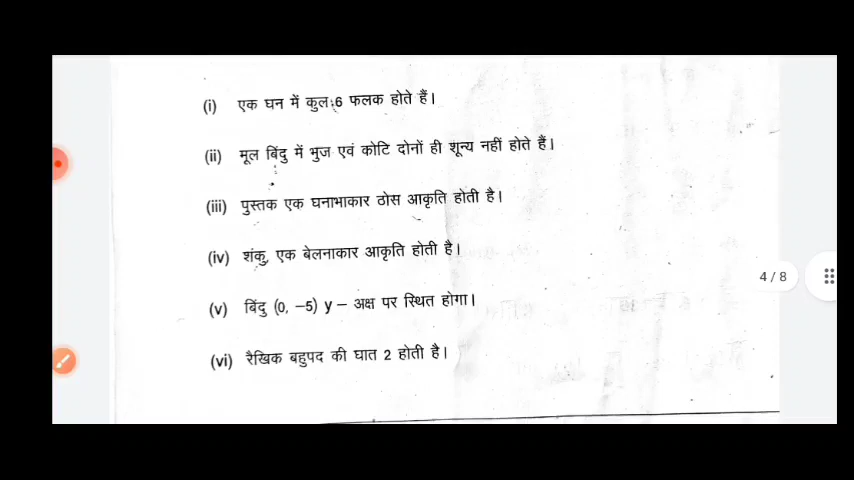 (i) एक घन में कुल 6 फलक होते हैं।
(ii) मूल बिंदु में भुज एवं कोटि दोनों ही शून्य नहीं होते हैं।
(iii) पुस्तक एक घनाभाकार ठोस आकृति होती है।
(iv) शंकु, एक बेलनाकार आकृति होती है।
4 / 8
(v) बिंदु (0, −5) y − अक्ष पर स्थित होगा।
(vi) रैखिक बहुपद की घात 2 होती है।